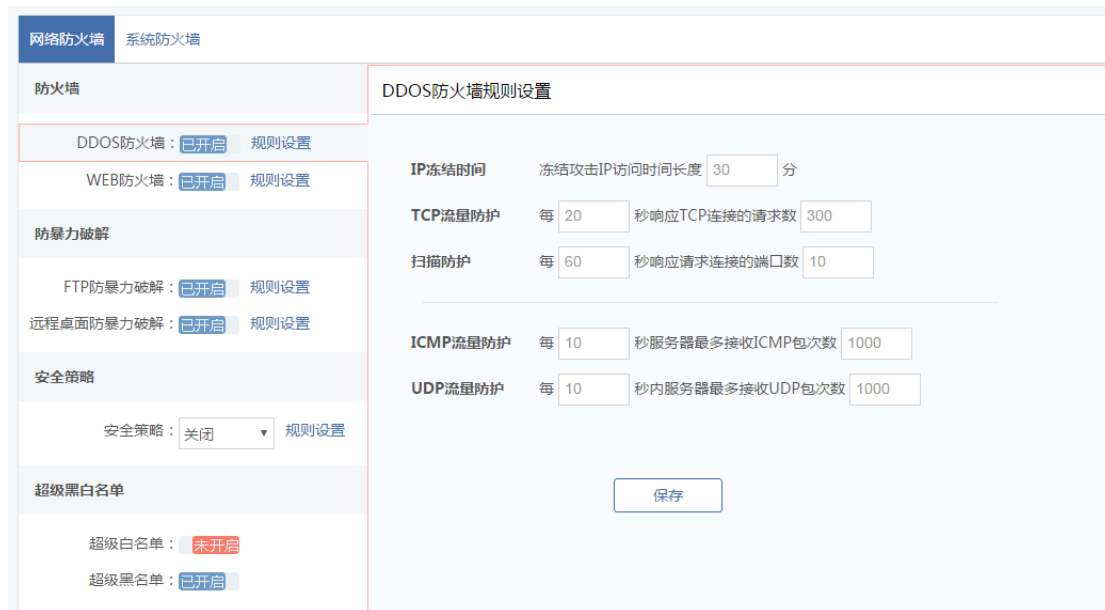 网络防火墙 系统防火墙
防火墙
DDOS防火墙：已开启 规则设置
WEB防火墙：已开启 规则设置
防暴力破解
FTP防暴力破解：已开启 规则设置
远程桌面防暴力破解：已开启 规则设置
安全策略
安全策略：关闭 规则设置
超级黑白名单
超级白名单：未开启
超级黑名单：已开启
DDOS防火墙规则设置
IP冻结时间 冻结攻击IP访问时间长度 30 分
TCP流量防护 每 20 秒响应TCP连接的请求数 300
扫描防护 每 60 秒响应请求连接的端口数 10
ICMP流量防护 每 10 秒服务器最多接收ICMP包次数 1000
UDP流量防护 每 10 秒内服务器最多接收UDP包次数 1000
保存